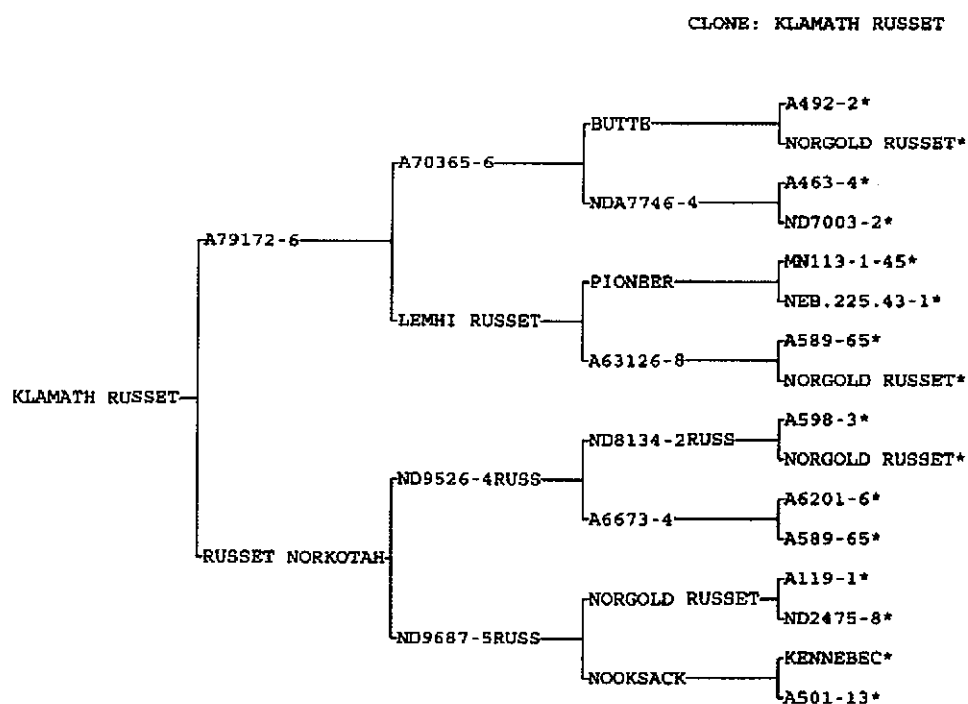 CLONE: KLAMATH RUSSET
A492-2*
BUTTE
NORGOLD RUSSET*
A70365-6
A463-4*
NDA7746-4
ND7003-2*
A79172-6
MN113-1-45*
PIONEER
NEB.225.43-1*
LEMHI RUSSET
A589-65*
A63126-8
NORGOLD RUSSET*
KLAMATH RUSSET
A598-3*
ND8134-2RUSS
NORGOLD RUSSET*
ND9526-4RUSS
A6201-6*
A6673-4
A589-65*
RUSSET NORKOTAH
A119-1*
NORGOLD RUSSET
ND2475-8*
ND9687-5RUSS
KENNEBEC*
NOOKSACK
A501-13*